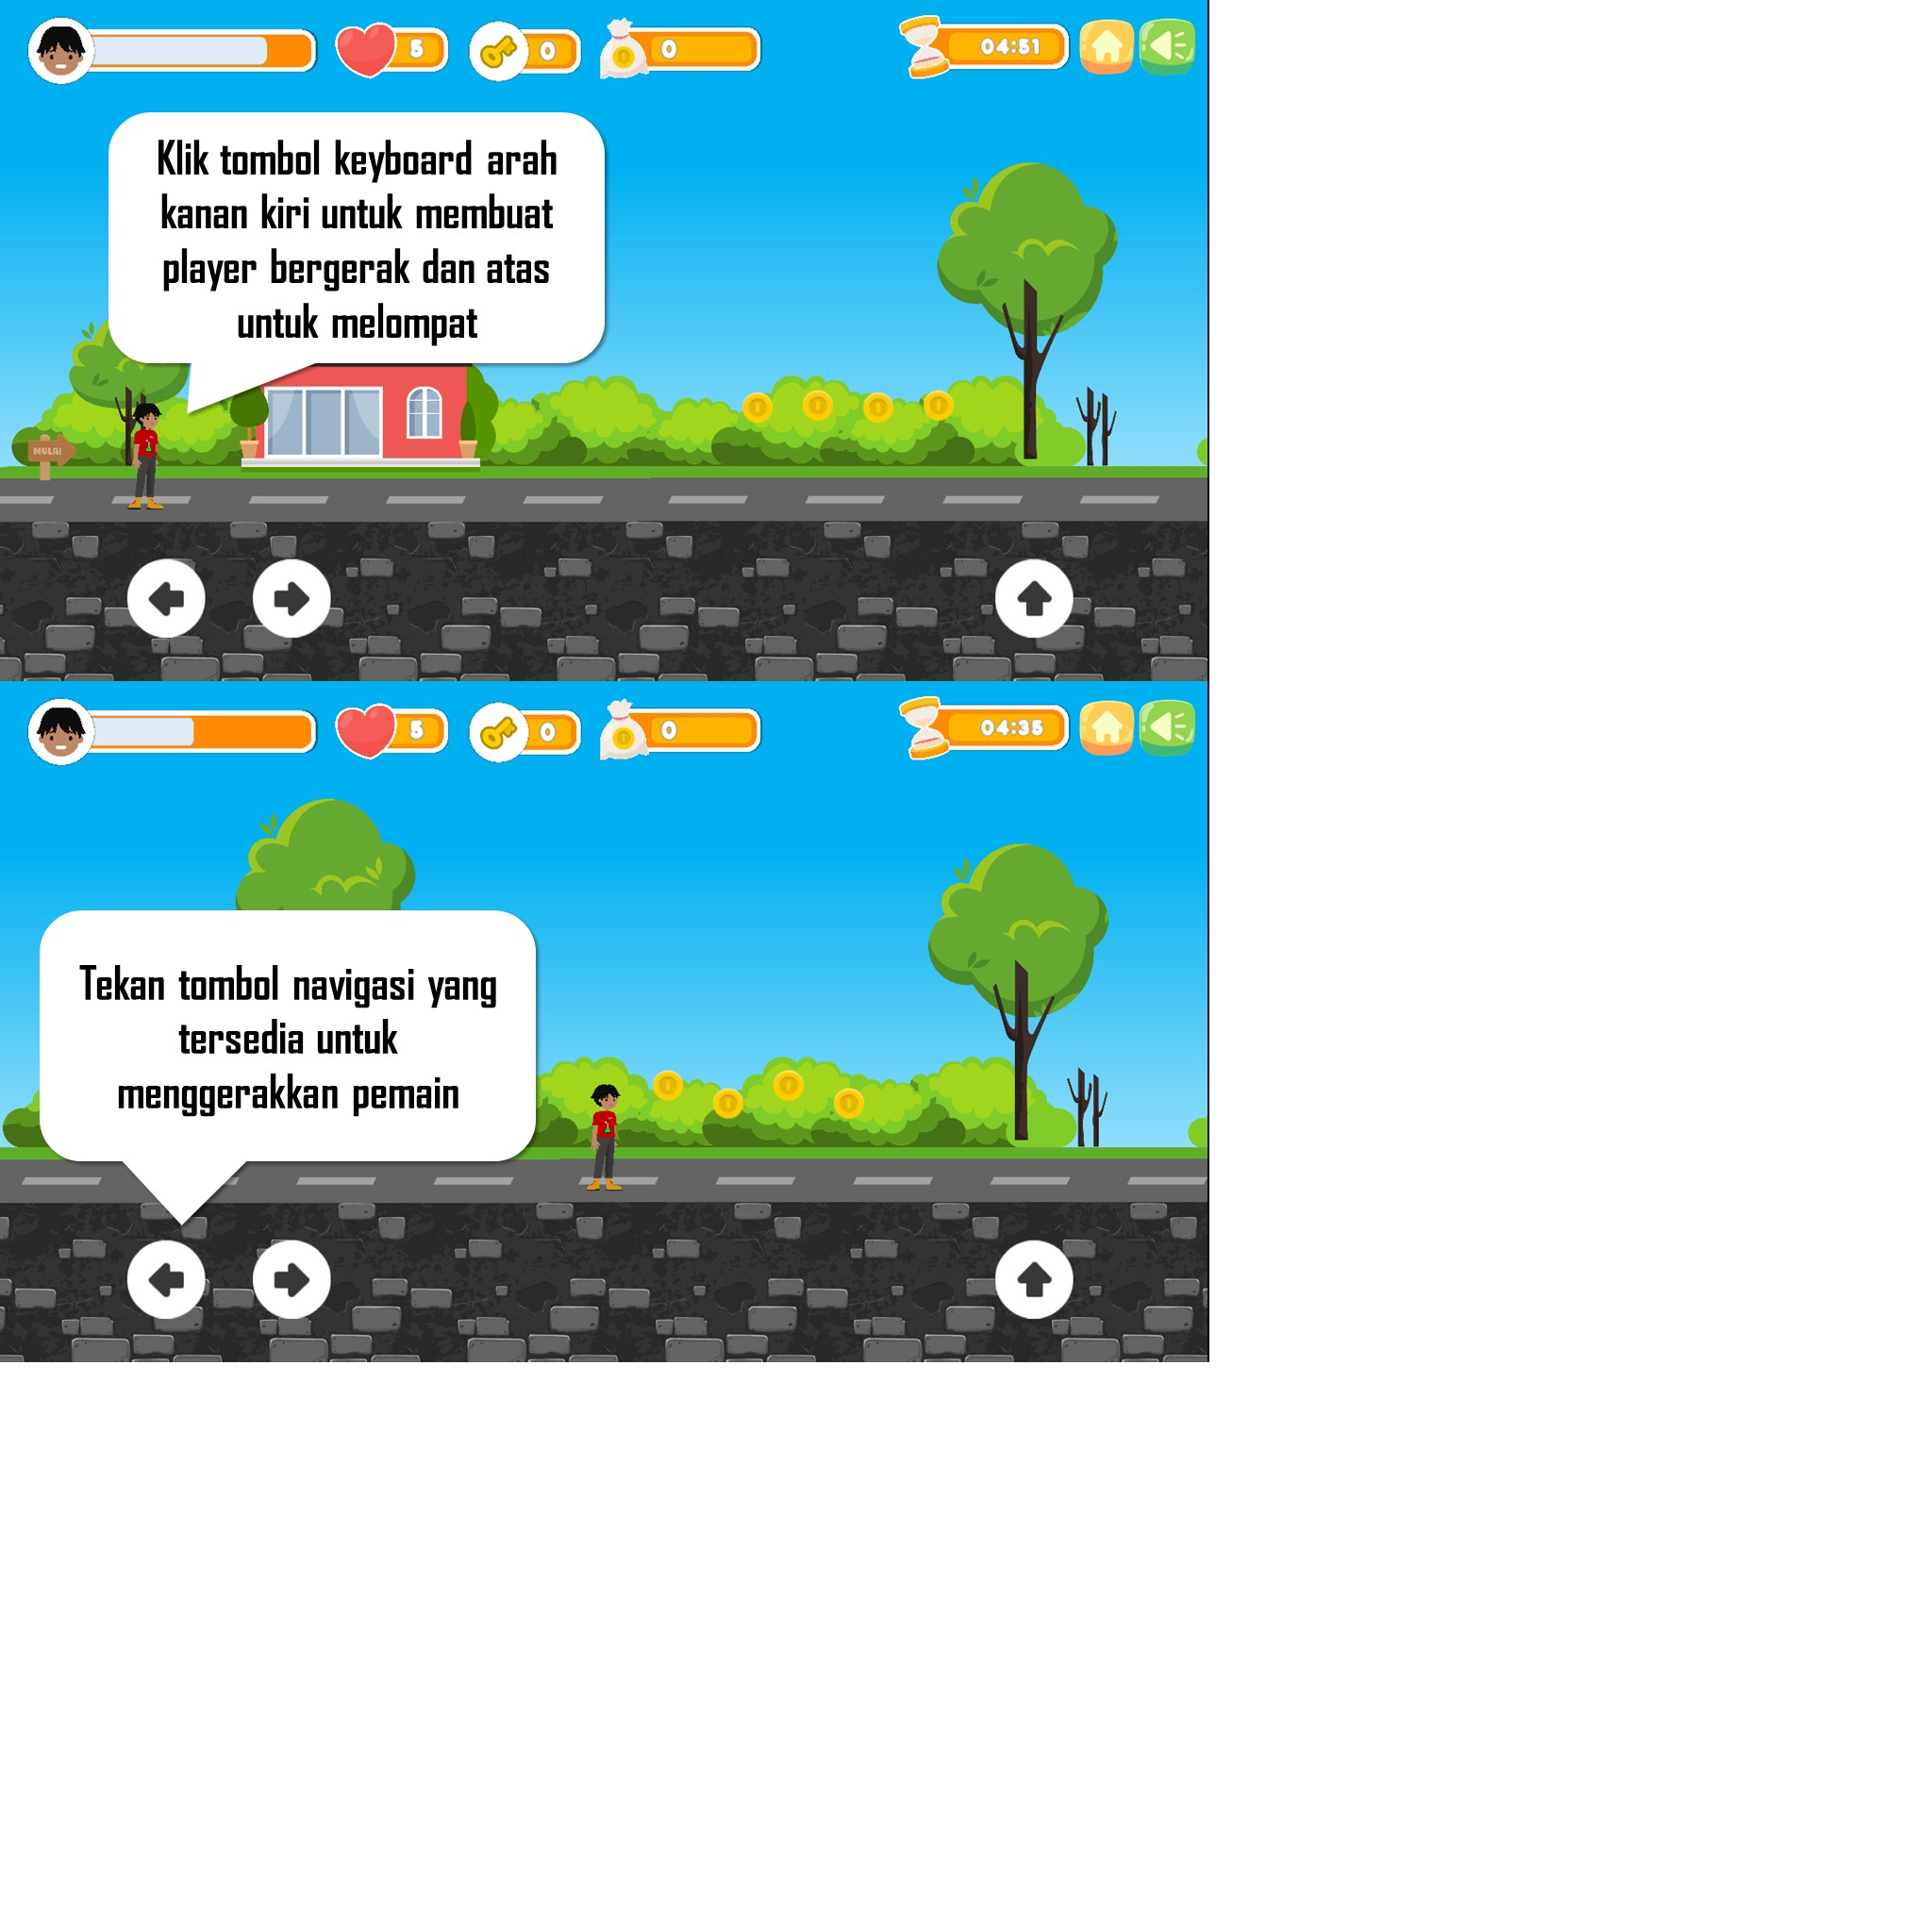 5
0
0
04:51
Klik tombol keyboard arah
kanan kiri untuk membuat
player bergerak dan atas
untuk melompat
MULAI
5
0
0
04:35
Tekan tombol navigasi yang
tersedia untuk
menggerakkan pemain